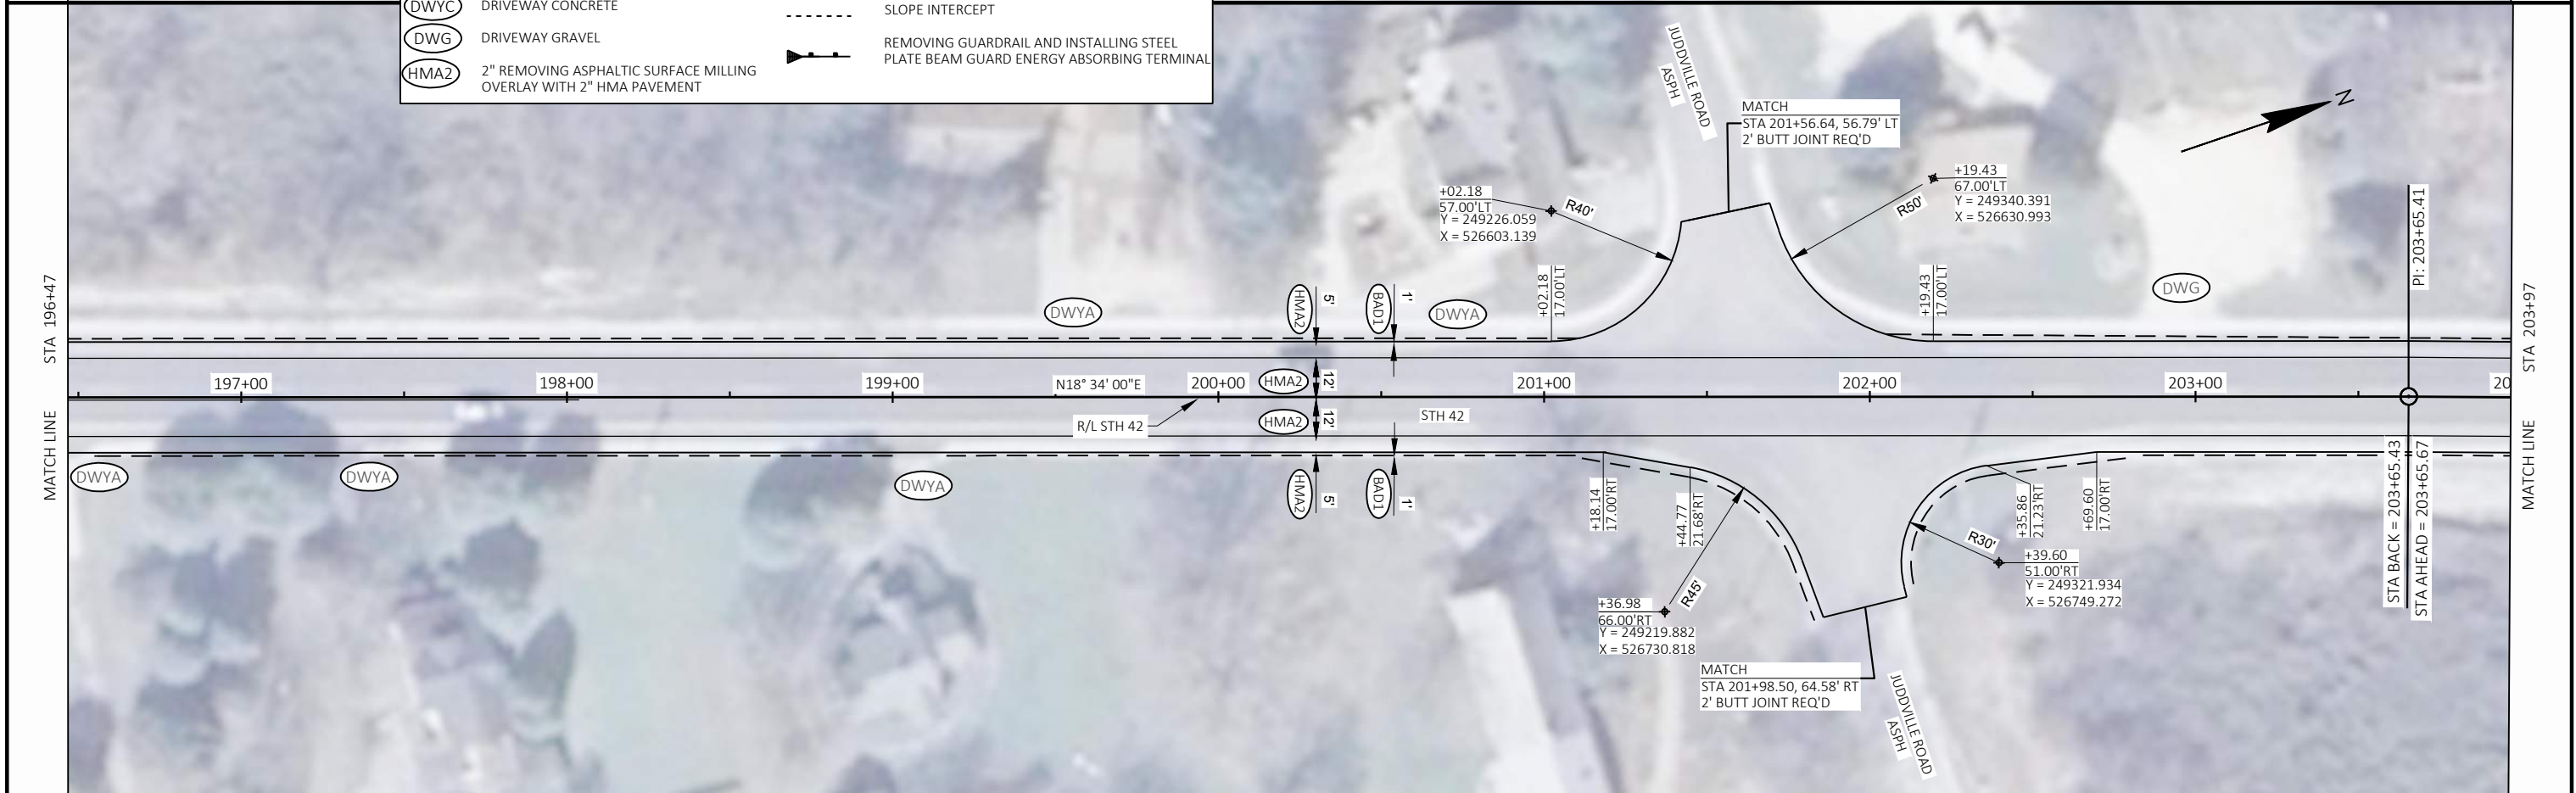 DWYC DRIVEWAY CONCRETE
DWG DRIVEWAY GRAVEL
HMA2 2" REMOVING ASPHALTIC SURFACE MILLING
OVERLAY WITH 2" HMA PAVEMENT
SLOPE INTERCEPT
REMOVING GUARDRAIL AND INSTALLING STEEL
PLATE BEAM GUARD ENERGY ABSORBING TERMINAL
JUDDVILLE ROAD
ASPH
MATCH
STA 201+56.64, 56.79' LT
2' BUTT JOINT REQ'D
N
+02.18
57.00'LT
Y = 249226.059
X = 526603.139
R40'
R50'
+19.43
67.00'LT
Y = 249340.391
X = 526630.993
PI: 203+65.41
STA 196+47
MATCH LINE
STA 203+97
MATCH LINE
+02.18
17.00'LT
+19.43
17.00'LT
DWYA
HMA2
5'
BAD1
1'
DWYA
DWG
197+00
198+00
199+00
N18° 34' 00"E
200+00
HMA2
12'
201+00
202+00
203+00
20
R/L STH 42
HMA2
12'
STH 42
DWYA
DWYA
DWYA
HMA2
5'
BAD1
1'
+18.14
17.00'RT
+44.77
21.68'RT
+35.86
21.23'RT
+69.60
17.00'RT
STA BACK = 203+65.43
STA AHEAD = 203+65.67
R45'
+36.98
66.00'RT
Y = 249219.882
X = 526730.818
R30'
+39.60
51.00'RT
Y = 249321.934
X = 526749.272
MATCH
STA 201+98.50, 64.58' RT
2' BUTT JOINT REQ'D
JUDDVILLE ROAD
ASPH